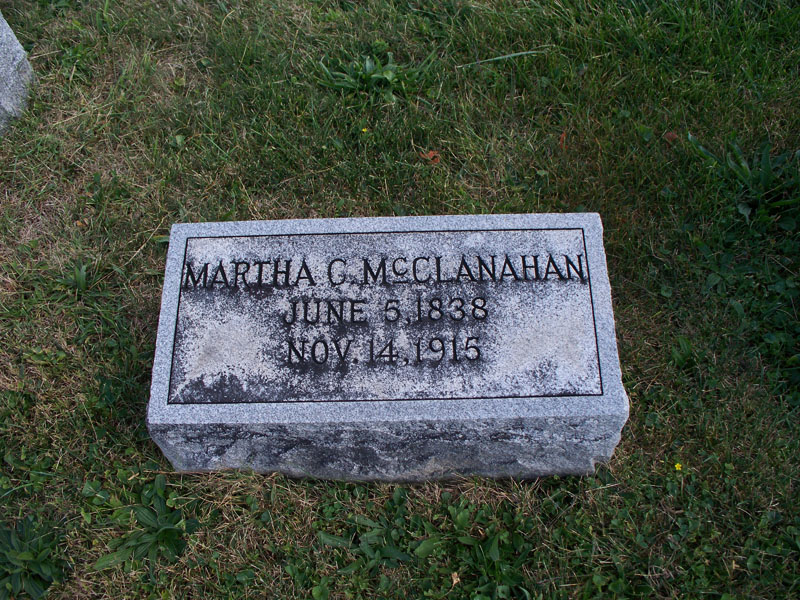 MARTHA C. McCLANAHAN
JUNE 5, 1838
NOV. 14, 1915